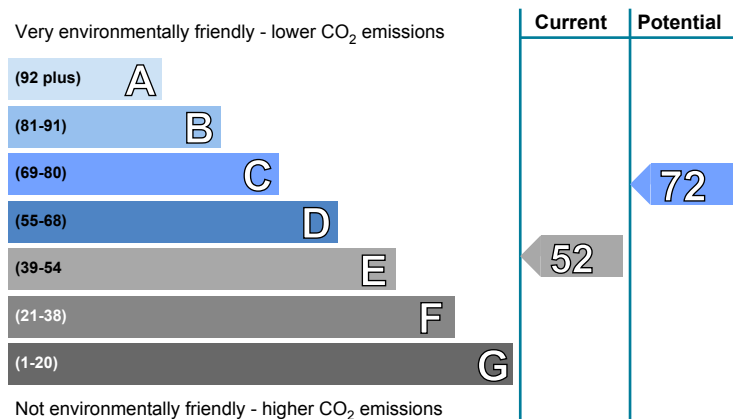 Very environmentally friendly - lower CO₂ emissions
Current
Potential
(92 plus) A
(81-91) B
(69-80) C
72
(55-68) D
(39-54 E
52
(21-38) F
(1-20) G
Not environmentally friendly - higher CO₂ emissions